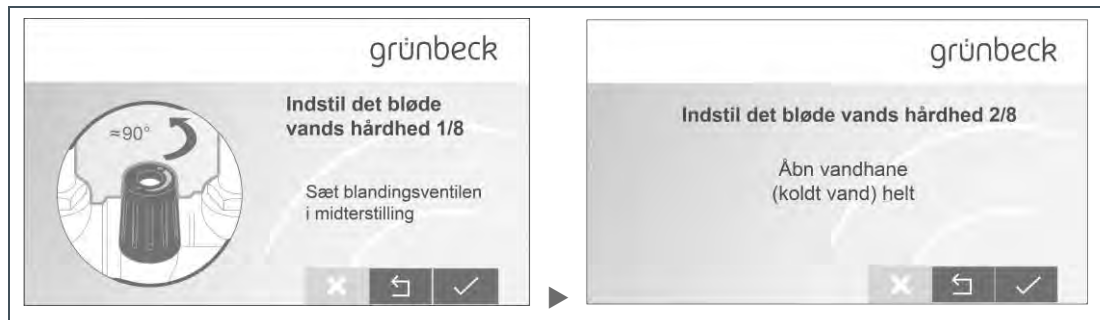 grünbeck
Indstil det bløde
vands hårdhed 1/8
≈90°
Sæt blandingsventilen
i midterstilling
grünbeck
Indstil det bløde vands hårdhed 2/8
Åbn vandhane
(koldt vand) helt